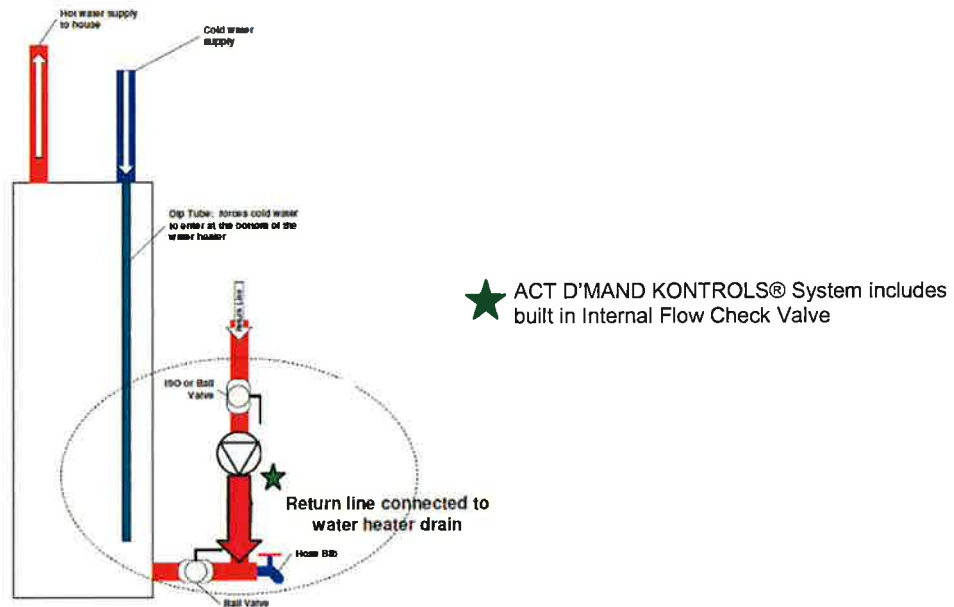 Hot water supply
to house
Cold water
supply
Dip Tube: forces cold water
to enter at the bottom of the
water heater
Return Line
ACT D'MAND KONTROLS® System includes
built in Internal Flow Check Valve
ISO or Ball
Valve
Return line connected to
water heater drain
Hose Bib
Ball Valve